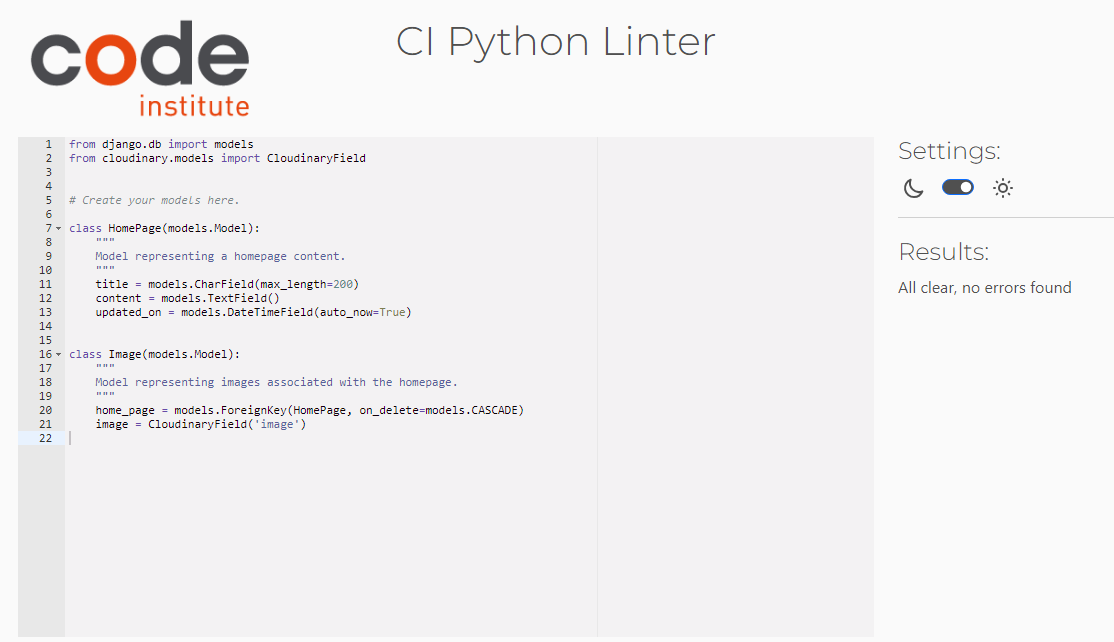 code
institute
CI Python Linter
1 from django.db import models
2 from cloudinary.models import CloudinaryField
3
4
5 # Create your models here.
6
7 class HomePage(models.Model):
8     """
9     Model representing a homepage content.
10     """
11     title = models.CharField(max_length=200)
12     content = models.TextField()
13     updated_on = models.DateTimeField(auto_now=True)
14
15
16 class Image(models.Model):
17     """
18     Model representing images associated with the homepage.
19     """
20     home_page = models.ForeignKey(HomePage, on_delete=models.CASCADE)
21     image = CloudinaryField('image')
22
Settings:
Results:
All clear, no errors found